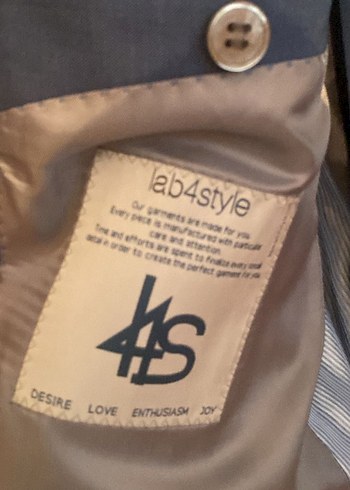 lab4style
Our garments are made for you
Every piece is manufactured with particular
care and attention.
Time and efforts are spent to finalize every small
detail in order to create the perfect garment for you.
l4S
DESIRE LOVE ENTHUSIASM JOY